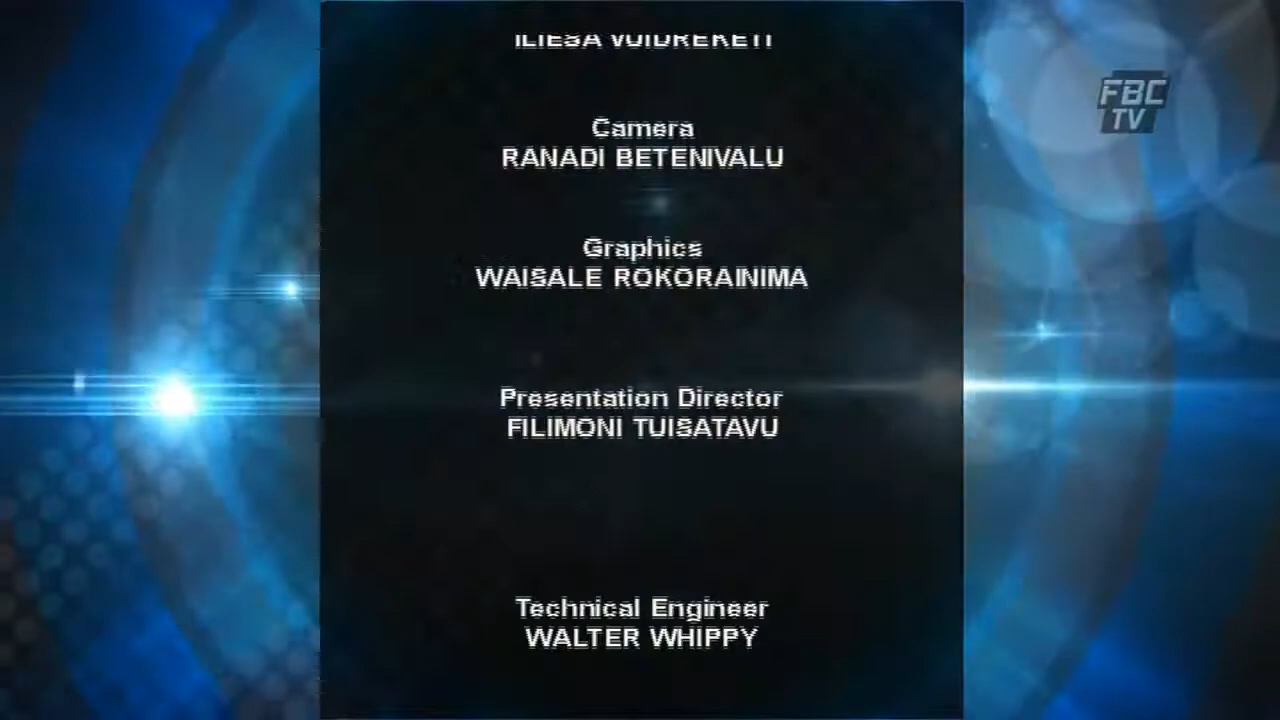 FBC
TV
Camera
RANADI BETENIVALU
Graphics
WAISALE ROKORAINIMA
Presentation Director
FILIMONI TUISATAVU
Technical Engineer
WALTER WHIPPY